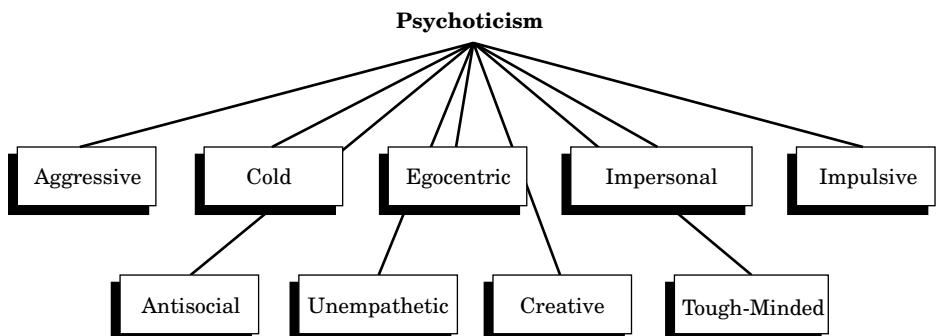 Psychoticism
Aggressive
Cold
Egocentric
Impersonal
Impulsive
Antisocial
Unempathetic
Creative
Tough-Minded